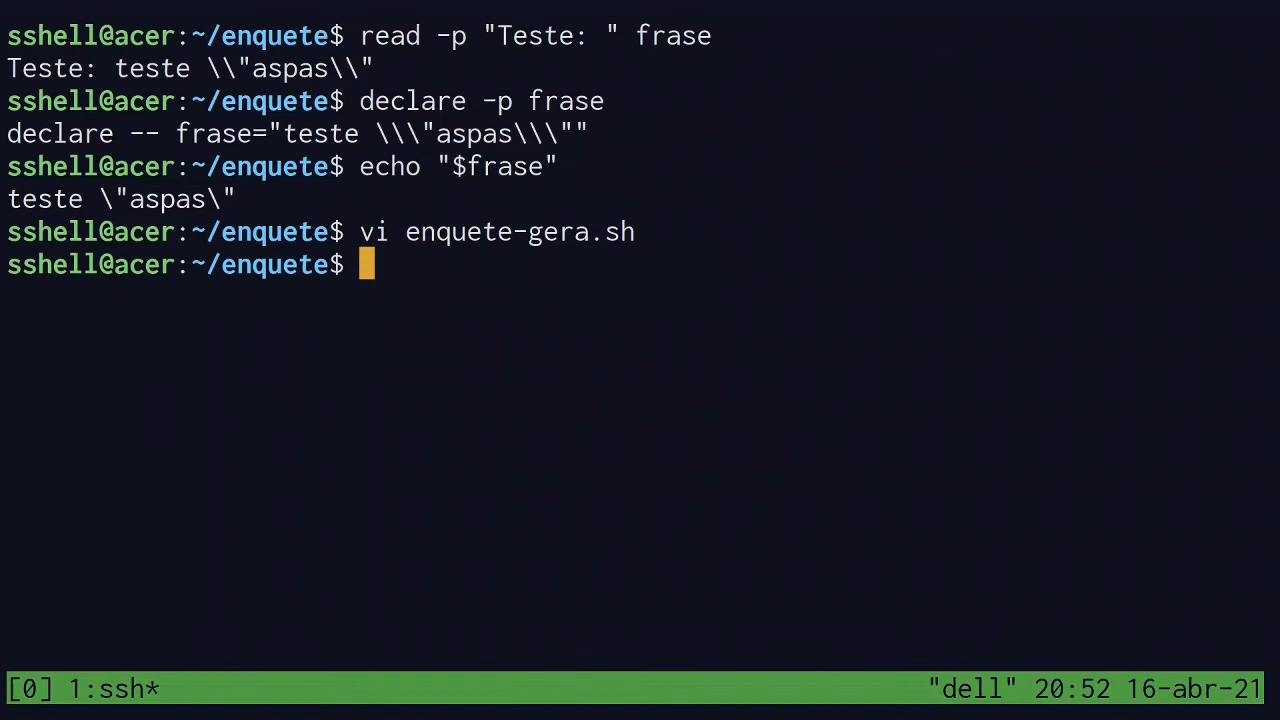 sshell@acer:~/enquete$ read -p "Teste: " frase
Teste: teste \\"aspas\\"
sshell@acer:~/enquete$ declare -p frase
declare -- frase="teste \\\"aspas\\\""
sshell@acer:~/enquete$ echo "$frase"
teste \"aspas\"
sshell@acer:~/enquete$ vi enquete-gera.sh
sshell@acer:~/enquete$
[0] 1:ssh* "dell" 20:52 16-abr-21